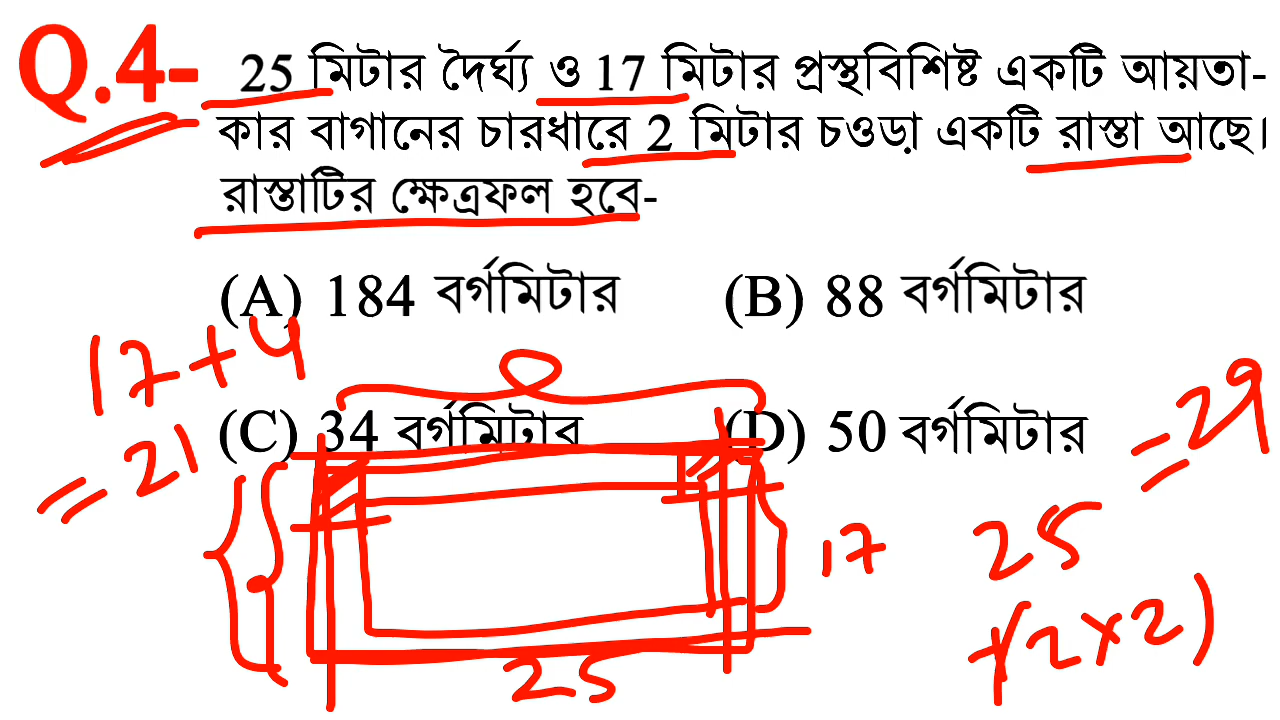 Q.4- 25 মিটার দৈর্ঘ্য ও 17 মিটার প্রস্থবিশিষ্ট একটি আয়তা-
কার বাগানের চারধারে 2 মিটার চওড়া একটি রাস্তা আছে।
রাস্তাটির ক্ষেত্রফল হবে-
(A) 184 বর্গমিটার (B) 88 বর্গমিটার
(C) 34 বর্গমিটার (D) 50 বর্গমিটার
17+4
= 21
= 29
17
25
+(2×2)
25